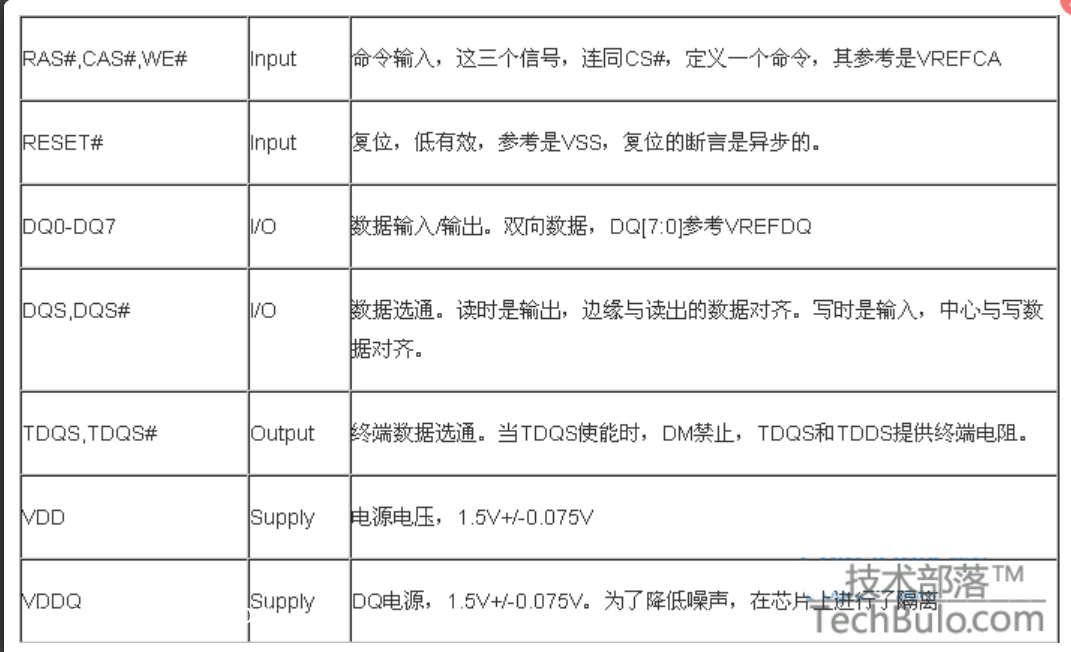 RAS#,CAS#,WE# Input 命令输入，这三个信号，连同CS#，定义一个命令，其参考是VREFCA
RESET# Input 复位，低有效，参考是VSS，复位的断言是异步的。
DQ0-DQ7 I/O 数据输入/输出。双向数据，DQ[7:0]参考VREFDQ
DQS,DQS# I/O 数据选通。读时是输出，边缘与读出的数据对齐。写时是输入，中心与写数
据对齐。
TDQS,TDQS# Output 终端数据选通。当TDQS使能时，DM禁止，TDQS和TDDS提供终端电阻。
VDD Supply 电源电压，1.5V+/-0.075V
VDDQ Supply DQ电源，1.5V+/-0.075V。为了降低噪声，在芯片上进行了隔离
技术部落™
TechBulo.com